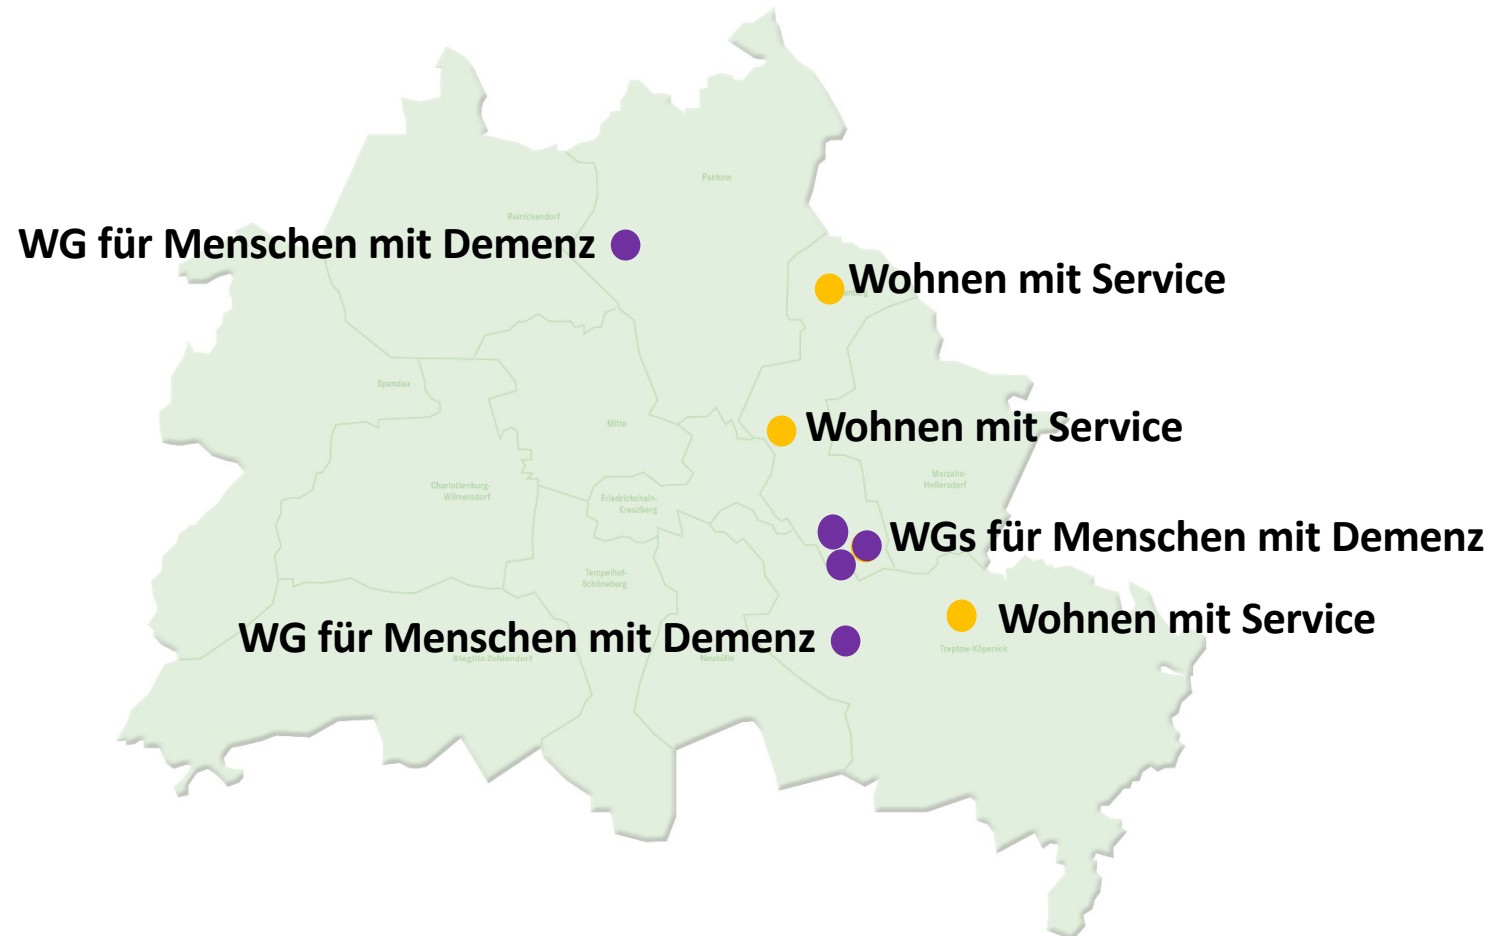 Pankow
Reinickendorf
WG für Menschen mit Demenz
Wohnen mit Service
Spandau
Mitte
Wohnen mit Service
Marzahn-
Hellersdorf
Charlottenburg-
Wilmersdorf
Friedrichshain-
Kreuzberg
WGs für Menschen mit Demenz
Tempelhof-
Schöneberg
Wohnen mit Service
WG für Menschen mit Demenz
Treptow-Köpenick
Steglitz-Zehlendorf
Neukölln